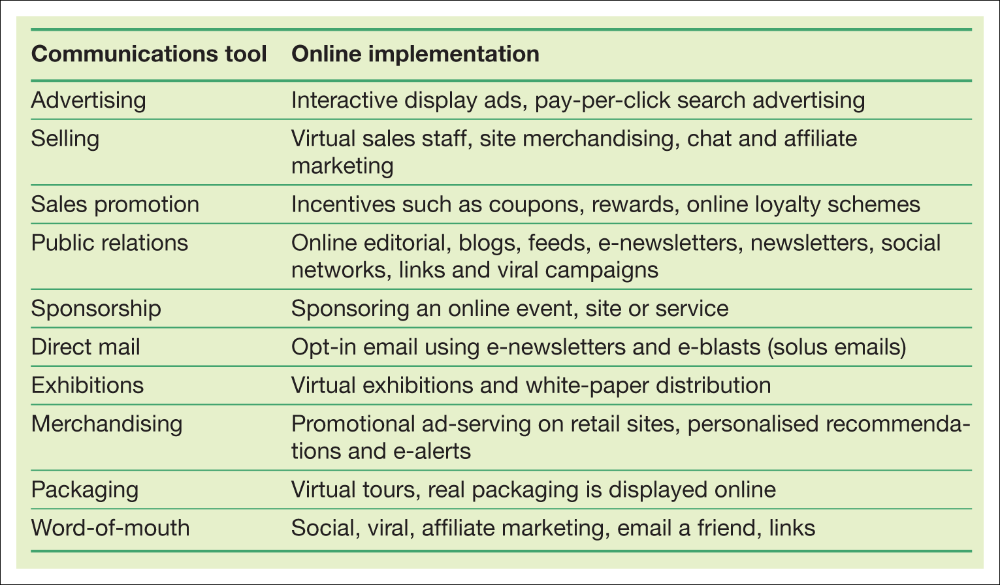 Communications tool Online implementation
Advertising Interactive display ads, pay-per-click search advertising
Selling Virtual sales staff, site merchandising, chat and affiliate
marketing
Sales promotion Incentives such as coupons, rewards, online loyalty schemes
Public relations Online editorial, blogs, feeds, e-newsletters, newsletters, social
networks, links and viral campaigns
Sponsorship Sponsoring an online event, site or service
Direct mail Opt-in email using e-newsletters and e-blasts (solus emails)
Exhibitions Virtual exhibitions and white-paper distribution
Merchandising Promotional ad-serving on retail sites, personalised recommenda-
tions and e-alerts
Packaging Virtual tours, real packaging is displayed online
Word-of-mouth Social, viral, affiliate marketing, email a friend, links